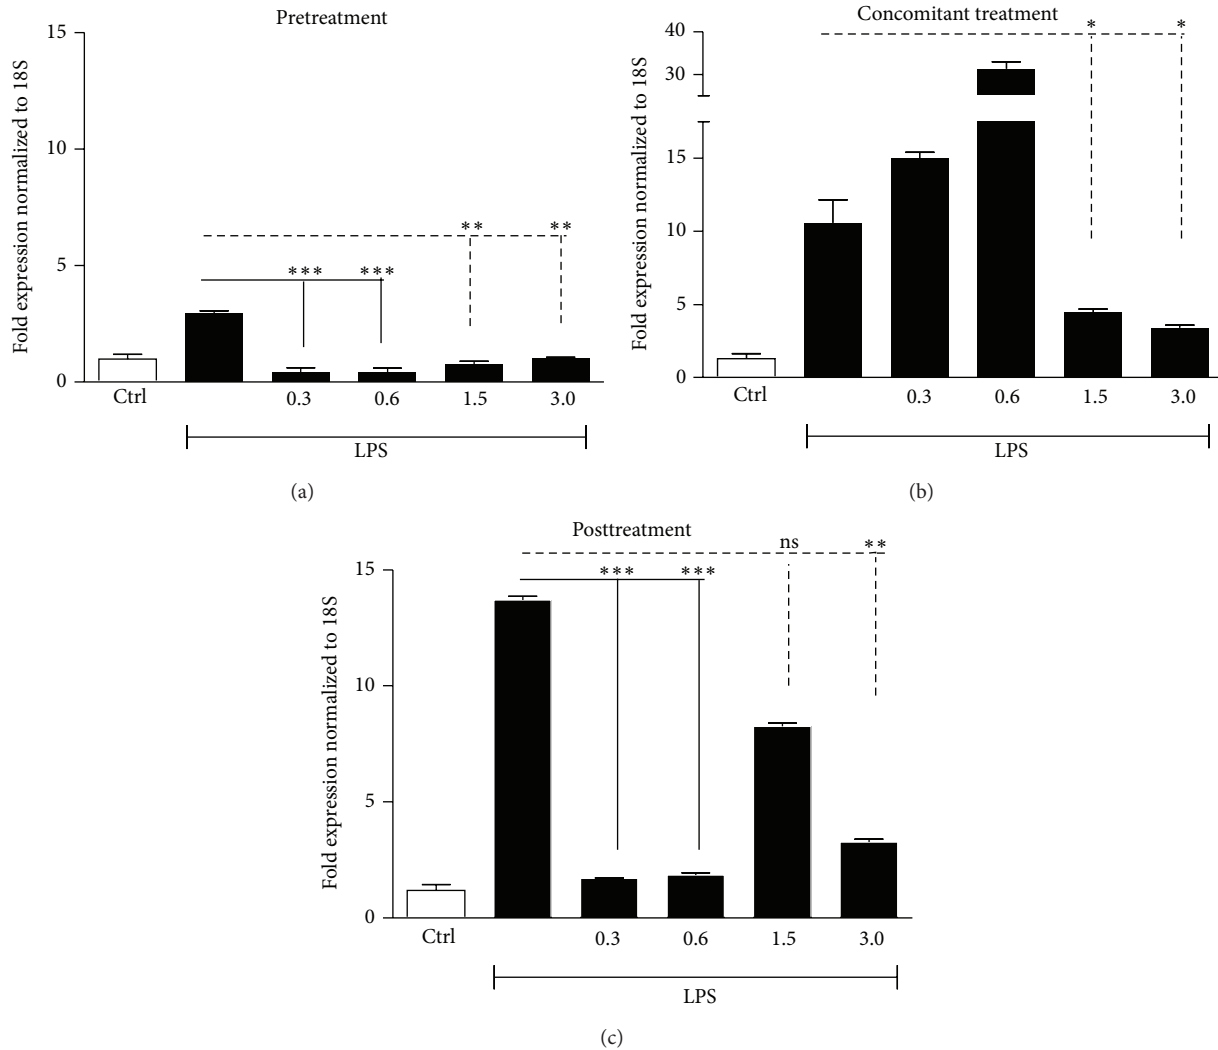 Pretreatment
Fold expression normalized to 18S
15
10
5
0
** **
*** ***
Ctrl 0.3 0.6 1.5 3.0
LPS
(a)
Concomitant treatment
Fold expression normalized to 18S
40
30
15
10
5
0
* *
Ctrl 0.3 0.6 1.5 3.0
LPS
(b)
Posttreatment
Fold expression normalized to 18S
15
10
5
0
ns **
*** ***
Ctrl 0.3 0.6 1.5 3.0
LPS
(c)